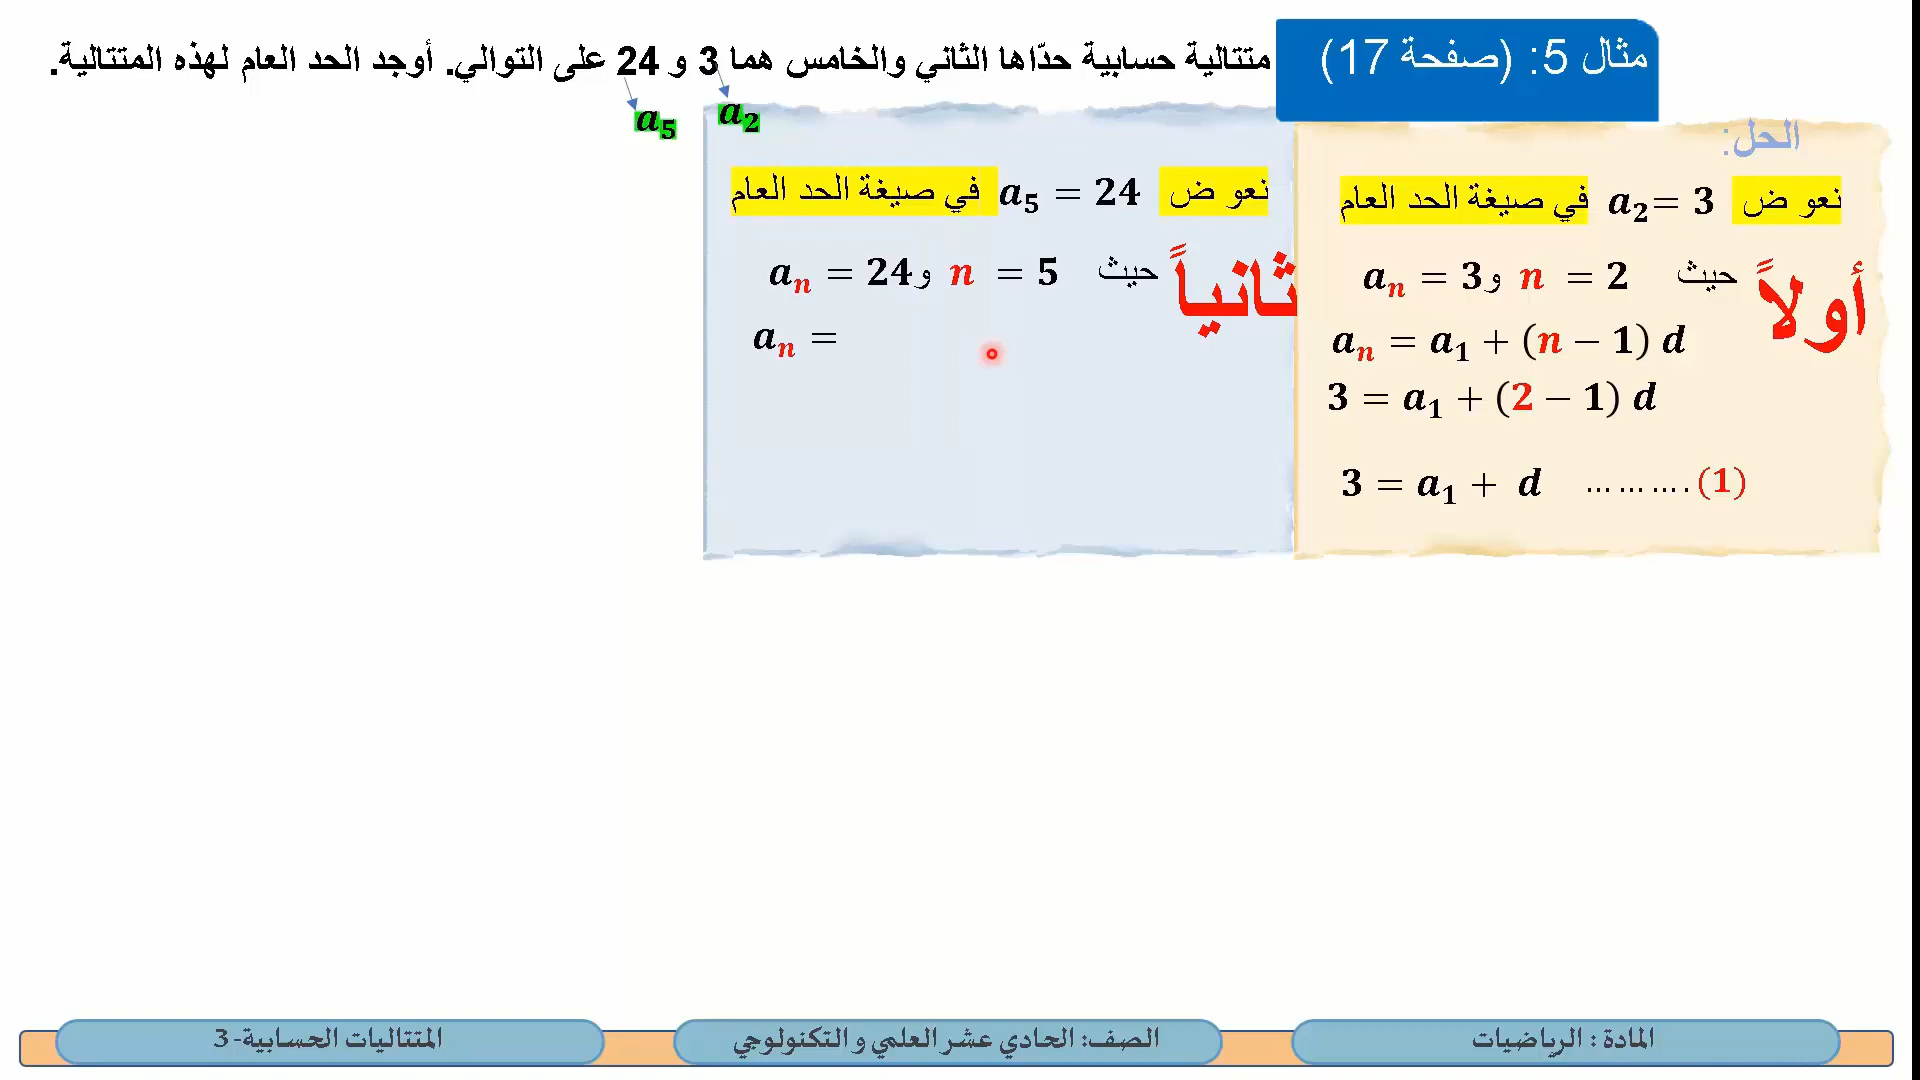 مثال 5: (صفحة 17)
متتالية حسابية حدّاها الثاني والخامس هما 3 و 24 على التوالي. أوجد الحد العام لهذه المتتالية.
a₂
a₅
الحل:
نعو ض a₂= 3 في صيغة الحد العام
أولاً
حيث n = 2 و aₙ = 3
aₙ = a₁ + (n − 1) d
3 = a₁ + (2 − 1) d
3 = a₁ + d ……….(1)
نعو ض a₅ = 24 في صيغة الحد العام
ثانياً
حيث n = 5 و aₙ = 24
aₙ =
المادة : الرياضيات
الصف: الحادي عشر العلمي و التكنولوجي
المتتاليات الحسابية- 3